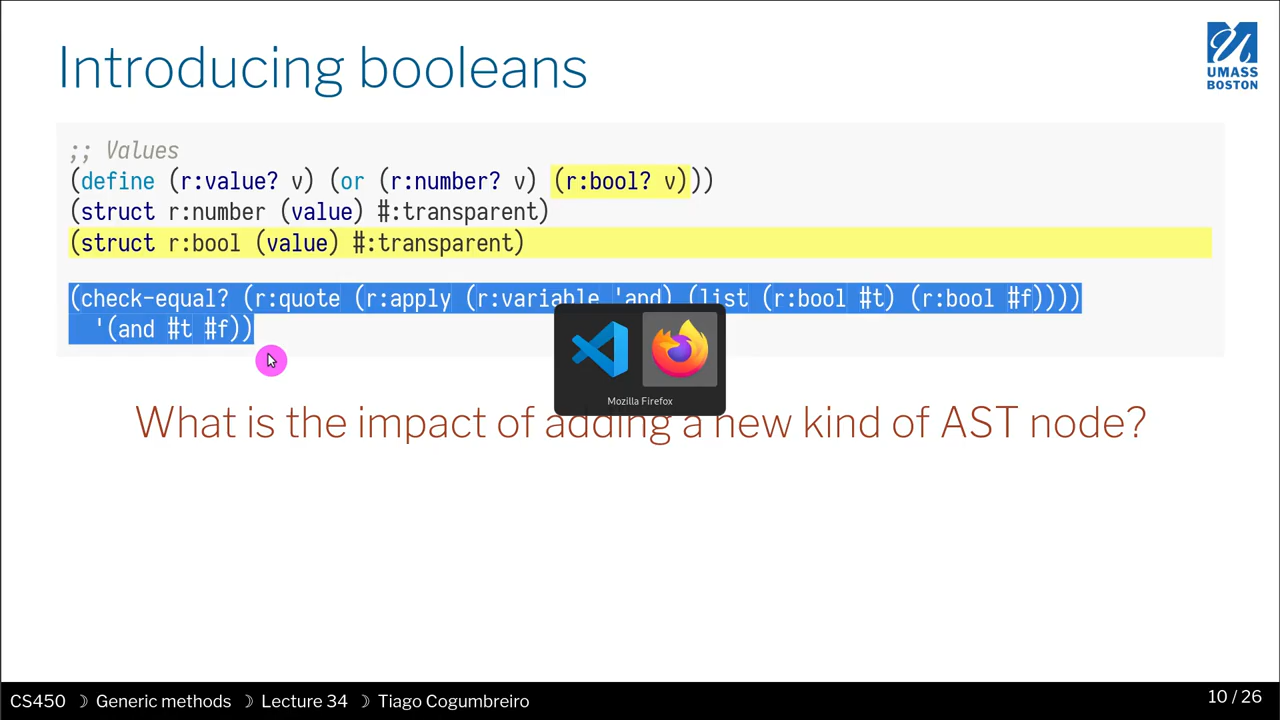 Introducing booleans
UMASS
BOSTON
;; Values
(define (r:value? v) (or (r:number? v) (r:bool? v)))
(struct r:number (value) #:transparent)
(struct r:bool (value) #:transparent)
(check-equal? (r:quote (r:apply (r:variable 'and) (list (r:bool #t) (r:bool #f))))
'(and #t #f))
Mozilla Firefox
What is the impact of adding a new kind of AST node?
CS450 ☽ Generic methods ☽ Lecture 34 ☽ Tiago Cogumbreiro
10 / 26